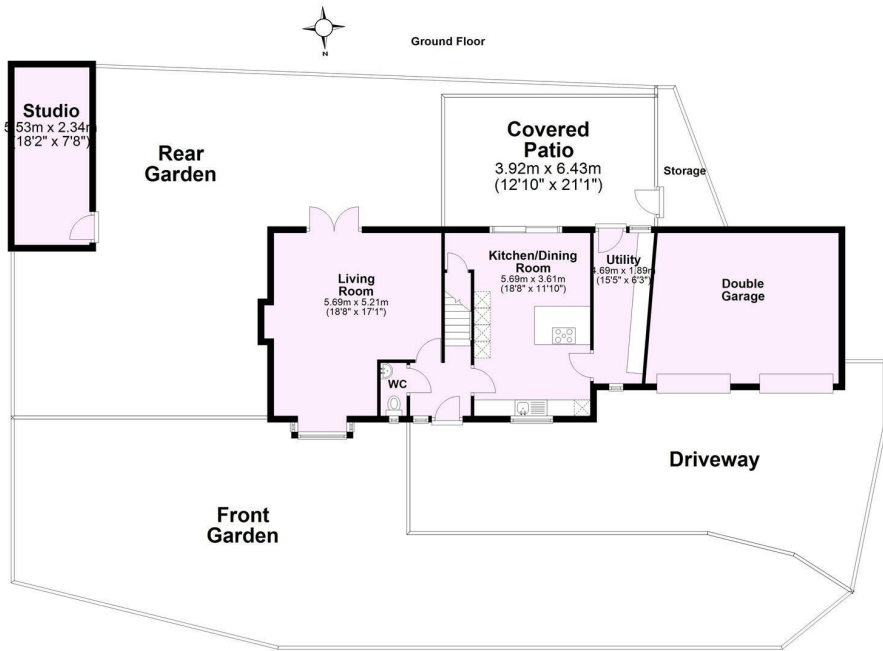 N
Ground Floor
Studio
5.53m x 2.34m
(18'2" x 7'8")
Rear
Garden
Covered
Patio
3.92m x 6.43m
(12'10" x 21'1")
Storage
Living
Room
5.69m x 5.21m
(18'8" x 17'1")
Kitchen/Dining
Room
5.69m x 3.61m
(18'8" x 11'10")
Utility
4.69m x 1.89m
(15'5" x 6'3")
Double
Garage
WC
Driveway
Front
Garden